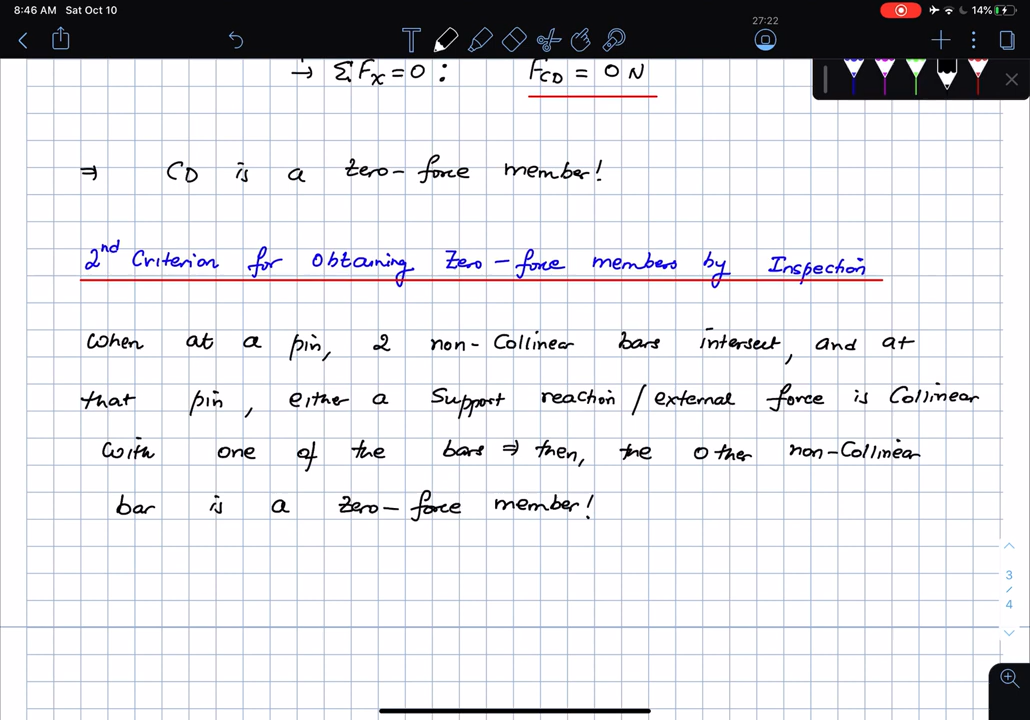 8:46 AM Sat Oct 10
14%
27:22
→ ΣFx = 0 : FCD = 0 N
⇒ CD is a zero-force member!
2nd Criterion for Obtaining Zero-force members by Inspection
When at a pin, 2 non-Collinear bars intersect, and at
that pin, either a Support reaction/external force is Collinear
with one of the bars ⇒ then, the other non-Collinear
bar is a zero-force member!
3
/
4